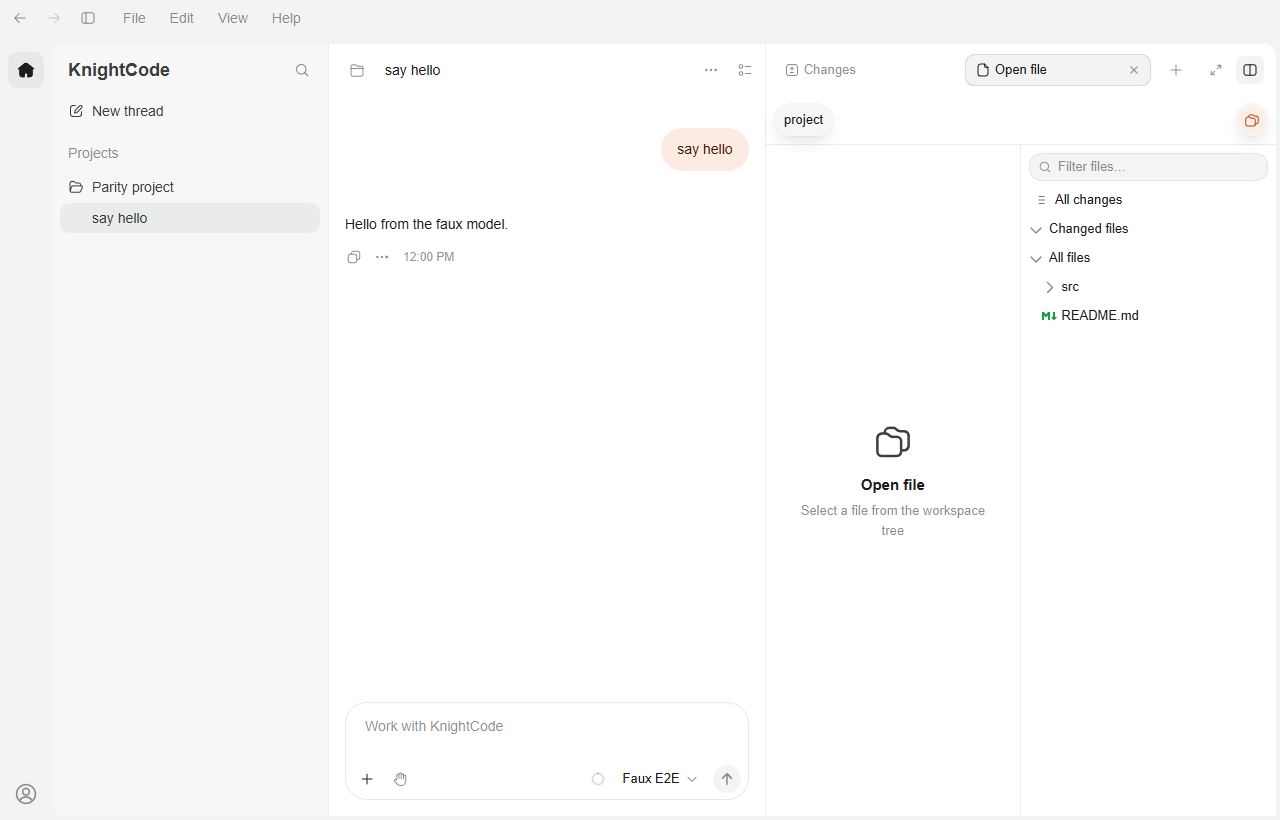 File Edit View Help
KnightCode
New thread
Projects
Parity project
say hello
say hello
say hello
Hello from the faux model.
12:00 PM
Work with KnightCode
Faux E2E
Changes
Open file
project
Open file
Select a file from the workspace
tree
Filter files...
All changes
Changed files
All files
src
M↓ README.md